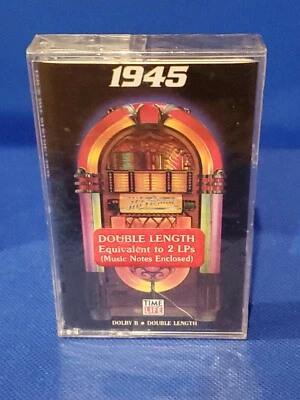 1945
DOUBLE LENGTH
Equivalent to 2 LPs
(Music Notes Enclosed)
TIME
LIFE
DOLBY B ● DOUBLE LENGTH